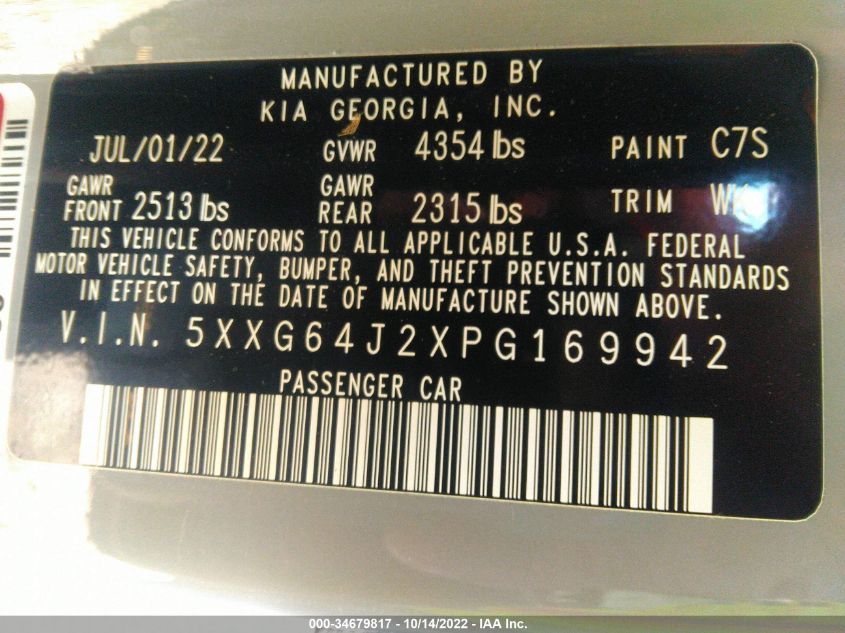 MANUFACTURED BY
KIA GEORGIA, INC.
JUL/01/22 GVWR 4354 lbs PAINT C7S
GAWR FRONT 2513 lbs GAWR REAR 2315 lbs TRIM
THIS VEHICLE CONFORMS TO ALL APPLICABLE U.S.A. FEDERAL
MOTOR VEHICLE SAFETY, BUMPER, AND THEFT PREVENTION STANDARDS
IN EFFECT ON THE DATE OF MANUFACTURE SHOWN ABOVE.
V.I.N. 5XXG64J2XPG169942
PASSENGER CAR
000-34679817 - 10/14/2022 - IAA Inc.